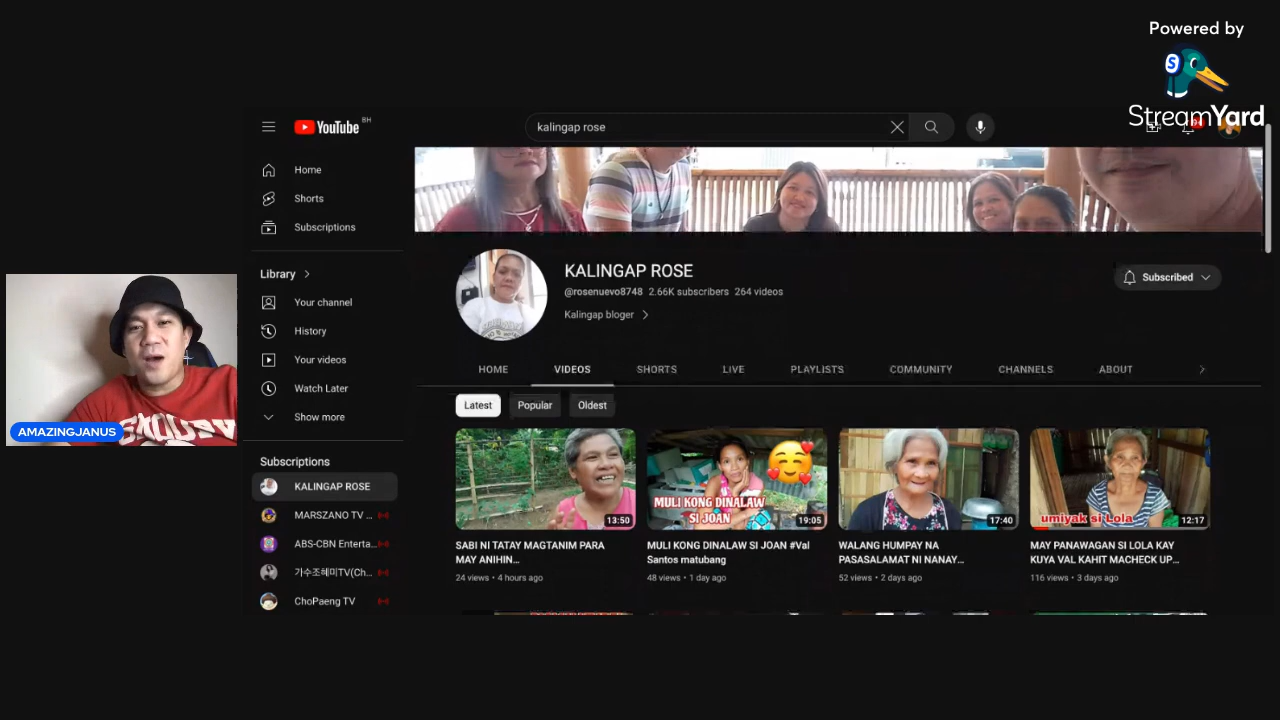 Powered by
S
StreamYard
YouTube BH
kalingap rose
Home
Shorts
Subscriptions
Library
Your channel
History
Your videos
Watch Later
Show more
Subscriptions
KALINGAP ROSE
MARSZANO TV ...
ABS-CBN Enterta...
가수조혜미TV(Ch...
ChoPaeng TV
AMAZINGJANUS
KALINGAP ROSE
@rosenuevo8748 2.66K subscribers 264 videos
Kalingap bloger
Subscribed
HOME VIDEOS SHORTS LIVE PLAYLISTS COMMUNITY CHANNELS ABOUT
Latest Popular Oldest
13:50
MULI KONG DINALAW
SI JOAN
19:05
17:40
umiyak si Lola
12:17
SABI NI TATAY MAGTANIM PARA
MAY ANIHIN...
24 views • 4 hours ago
MULI KONG DINALAW SI JOAN #Val
Santos matubang
48 views • 1 day ago
WALANG HUMPAY NA
PASASALAMAT NI NANAY...
52 views • 2 days ago
MAY PANAWAGAN SI LOLA KAY
KUYA VAL KAHIT MACHECK UP...
116 views • 3 days ago